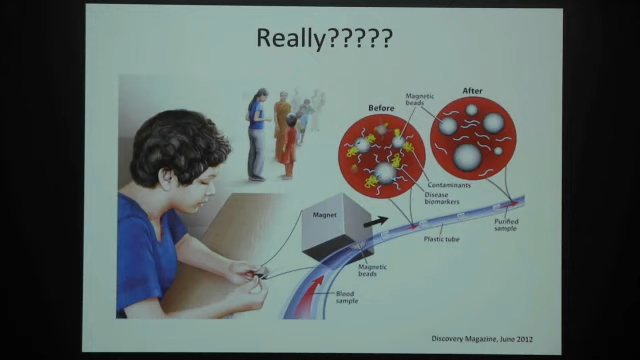 Really?????
Before
After
Magnetic
beads
Contaminants
Disease
biomarkers
Magnet
Purified
sample
Plastic tube
Magnetic
beads
Blood
sample
Discovery Magazine, June 2012